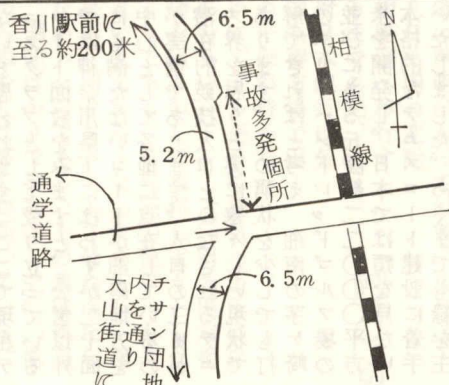 香川駅前に
至る約200米
6.5m
相模線
N
事故多発個所
5.2m
通学道路
6.5m
チサン団地
内を通り
大山街道に